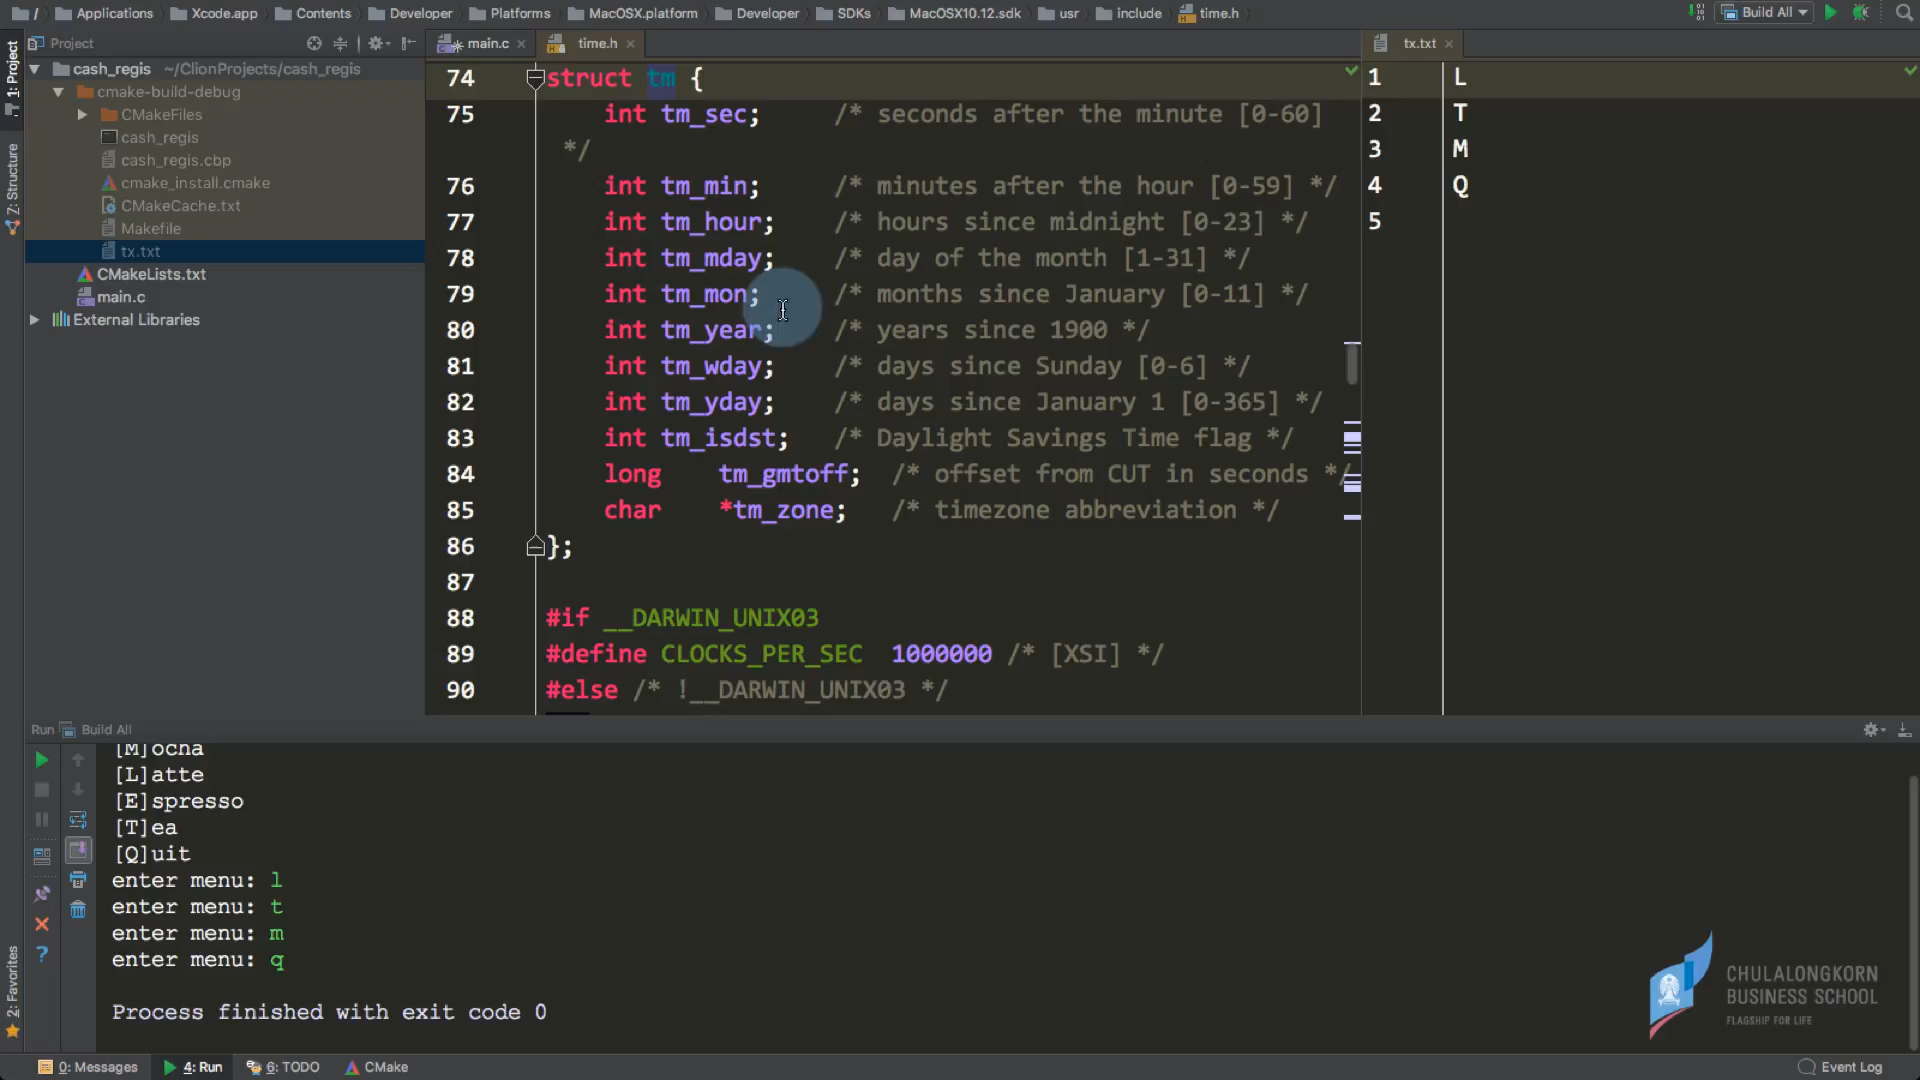 / Applications Xcode.app Contents Developer Platforms MacOSX.platform Developer SDKs MacOSX10.12.sdk usr include time.h Build All
1: Project
Project
main.c
time.h
tx.txt
cash_regis ~/ClionProjects/cash_regis
cmake-build-debug
CMakeFiles
cash_regis
cash_regis.cbp
cmake_install.cmake
CMakeCache.txt
Makefile
tx.txt
CMakeLists.txt
main.c
External Libraries
7: Structure
74 struct tm {
75 int tm_sec; /* seconds after the minute [0-60]
*/
76 int tm_min; /* minutes after the hour [0-59] */
77 int tm_hour; /* hours since midnight [0-23] */
78 int tm_mday; /* day of the month [1-31] */
79 int tm_mon; /* months since January [0-11] */
80 int tm_year; /* years since 1900 */
81 int tm_wday; /* days since Sunday [0-6] */
82 int tm_yday; /* days since January 1 [0-365] */
83 int tm_isdst; /* Daylight Savings Time flag */
84 long tm_gmtoff; /* offset from CUT in seconds */
85 char *tm_zone; /* timezone abbreviation */
86 };
87
88 #if __DARWIN_UNIX03
89 #define CLOCKS_PER_SEC 1000000 /* [XSI] */
90 #else /* !__DARWIN_UNIX03 */
1 L
2 T
3 M
4 Q
5
Run Build All
[M]ocha
[L]atte
[E]spresso
[T]ea
[Q]uit
enter menu: l
enter menu: t
enter menu: m
enter menu: q
Process finished with exit code 0
2: Favorites
CHULALONGKORN
BUSINESS SCHOOL
FLAGSHIP FOR LIFE
0: Messages 4: Run 6: TODO CMake Event Log